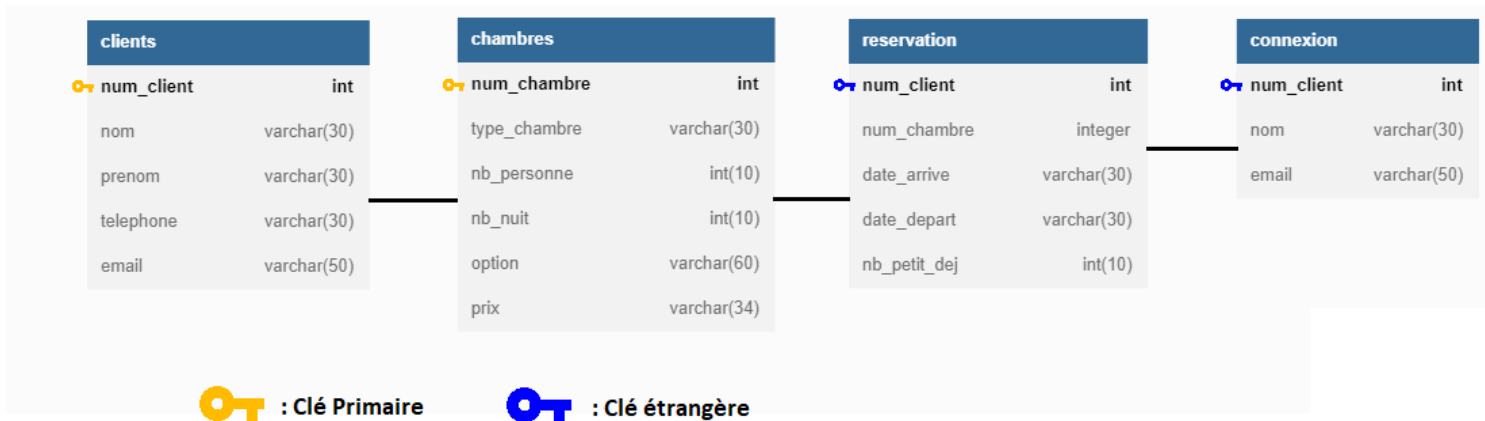 clients
num_client int
nom varchar(30)
prenom varchar(30)
telephone varchar(30)
email varchar(50)
chambres
num_chambre int
type_chambre varchar(30)
nb_personne int(10)
nb_nuit int(10)
option varchar(60)
prix varchar(34)
reservation
num_client int
num_chambre integer
date_arrive varchar(30)
date_depart varchar(30)
nb_petit_dej int(10)
connexion
num_client int
nom varchar(30)
email varchar(50)
: Clé Primaire
: Clé étrangère